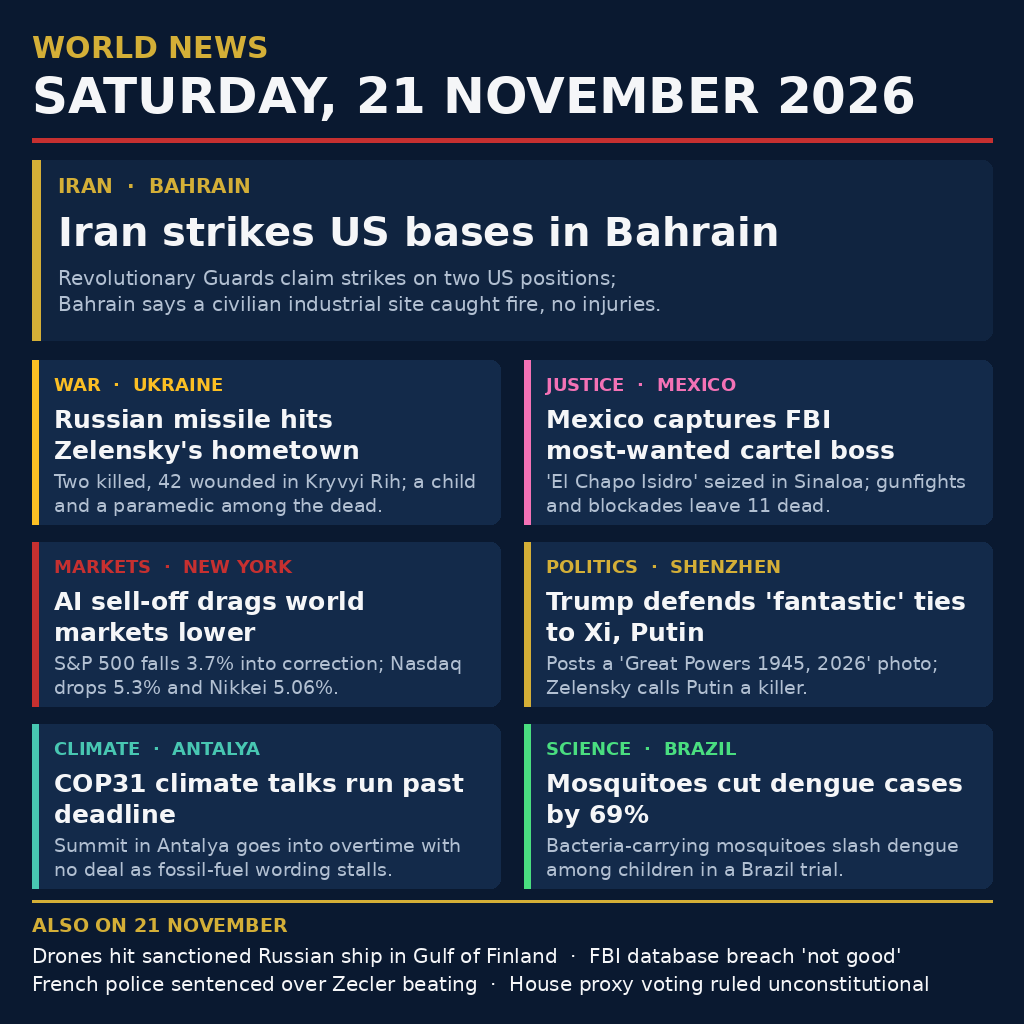 WORLD NEWS
SATURDAY, 21 NOVEMBER 2026
IRAN · BAHRAIN
Iran strikes US bases in Bahrain
Revolutionary Guards claim strikes on two US positions;
Bahrain says a civilian industrial site caught fire, no injuries.
WAR · UKRAINE
Russian missile hits
Zelensky's hometown
Two killed, 42 wounded in Kryvyi Rih; a child
and a paramedic among the dead.
JUSTICE · MEXICO
Mexico captures FBI
most-wanted cartel boss
'El Chapo Isidro' seized in Sinaloa; gunfights
and blockades leave 11 dead.
MARKETS · NEW YORK
AI sell-off drags world
markets lower
S&P 500 falls 3.7% into correction; Nasdaq
drops 5.3% and Nikkei 5.06%.
POLITICS · SHENZHEN
Trump defends 'fantastic' ties
to Xi, Putin
Posts a 'Great Powers 1945, 2026' photo;
Zelensky calls Putin a killer.
CLIMATE · ANTALYA
COP31 climate talks run past
deadline
Summit in Antalya goes into overtime with
no deal as fossil-fuel wording stalls.
SCIENCE · BRAZIL
Mosquitoes cut dengue cases
by 69%
Bacteria-carrying mosquitoes slash dengue
among children in a Brazil trial.
ALSO ON 21 NOVEMBER
Drones hit sanctioned Russian ship in Gulf of Finland · FBI database breach 'not good'
French police sentenced over Zecler beating · House proxy voting ruled unconstitutional